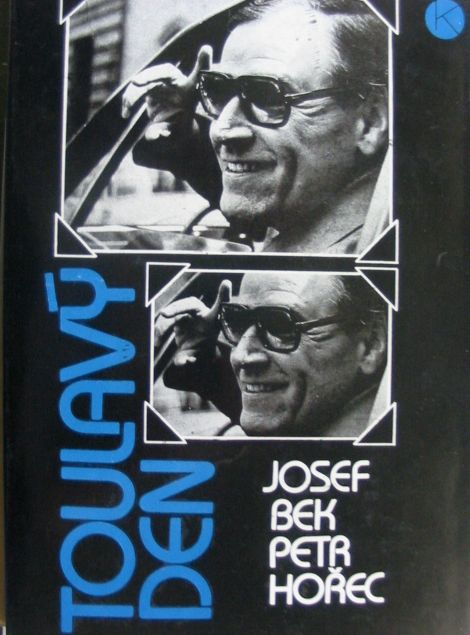 K
TOULAVÝ
DEN
JOSEF
BEK
PETR
HOŘEC